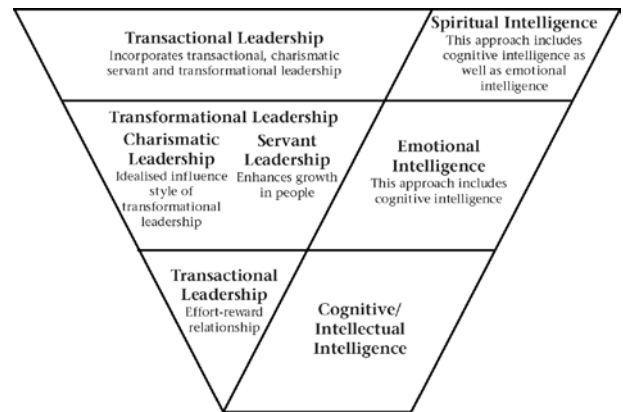 Transactional Leadership
Incorporates transactional, charismatic
servant and transformational leadership
Spiritual Intelligence
This approach includes
cognitive intelligence as
well as emotional
intelligence
Transformational Leadership
Charismatic
Leadership
Idealised influence
style of
transformational
leadership
Servant
Leadership
Enhances growth
in people
Emotional
Intelligence
This approach includes
cognitive intelligence
Transactional
Leadership
Effort-reward
relationship
Cognitive/
Intellectual
Intelligence